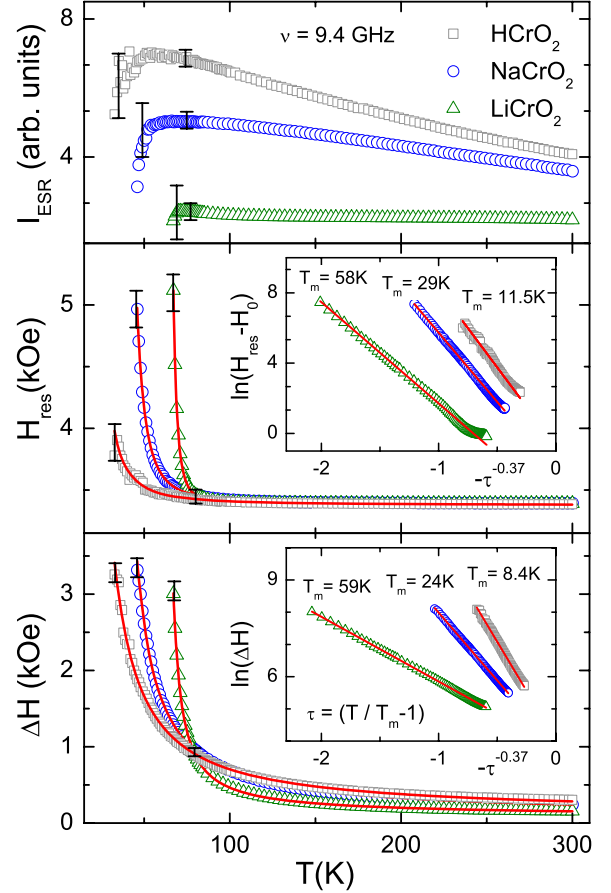 8
ν = 9.4 GHz
HCrO₂
NaCrO₂
LiCrO₂
4
I_ESR (arb. units)
5
4
H_res (kOe)
T_m = 58K
T_m = 29K
T_m = 11.5K
8
4
0
ln(H_res-H_0)
-2
-1
0
-τ^-0.37
3
2
1
0
ΔH (kOe)
T_m = 59K
T_m = 24K
T_m = 8.4K
9
6
ln(ΔH)
τ = (T / T_m-1)
-2
-1
0
-τ^-0.37
100
200
300
T(K)